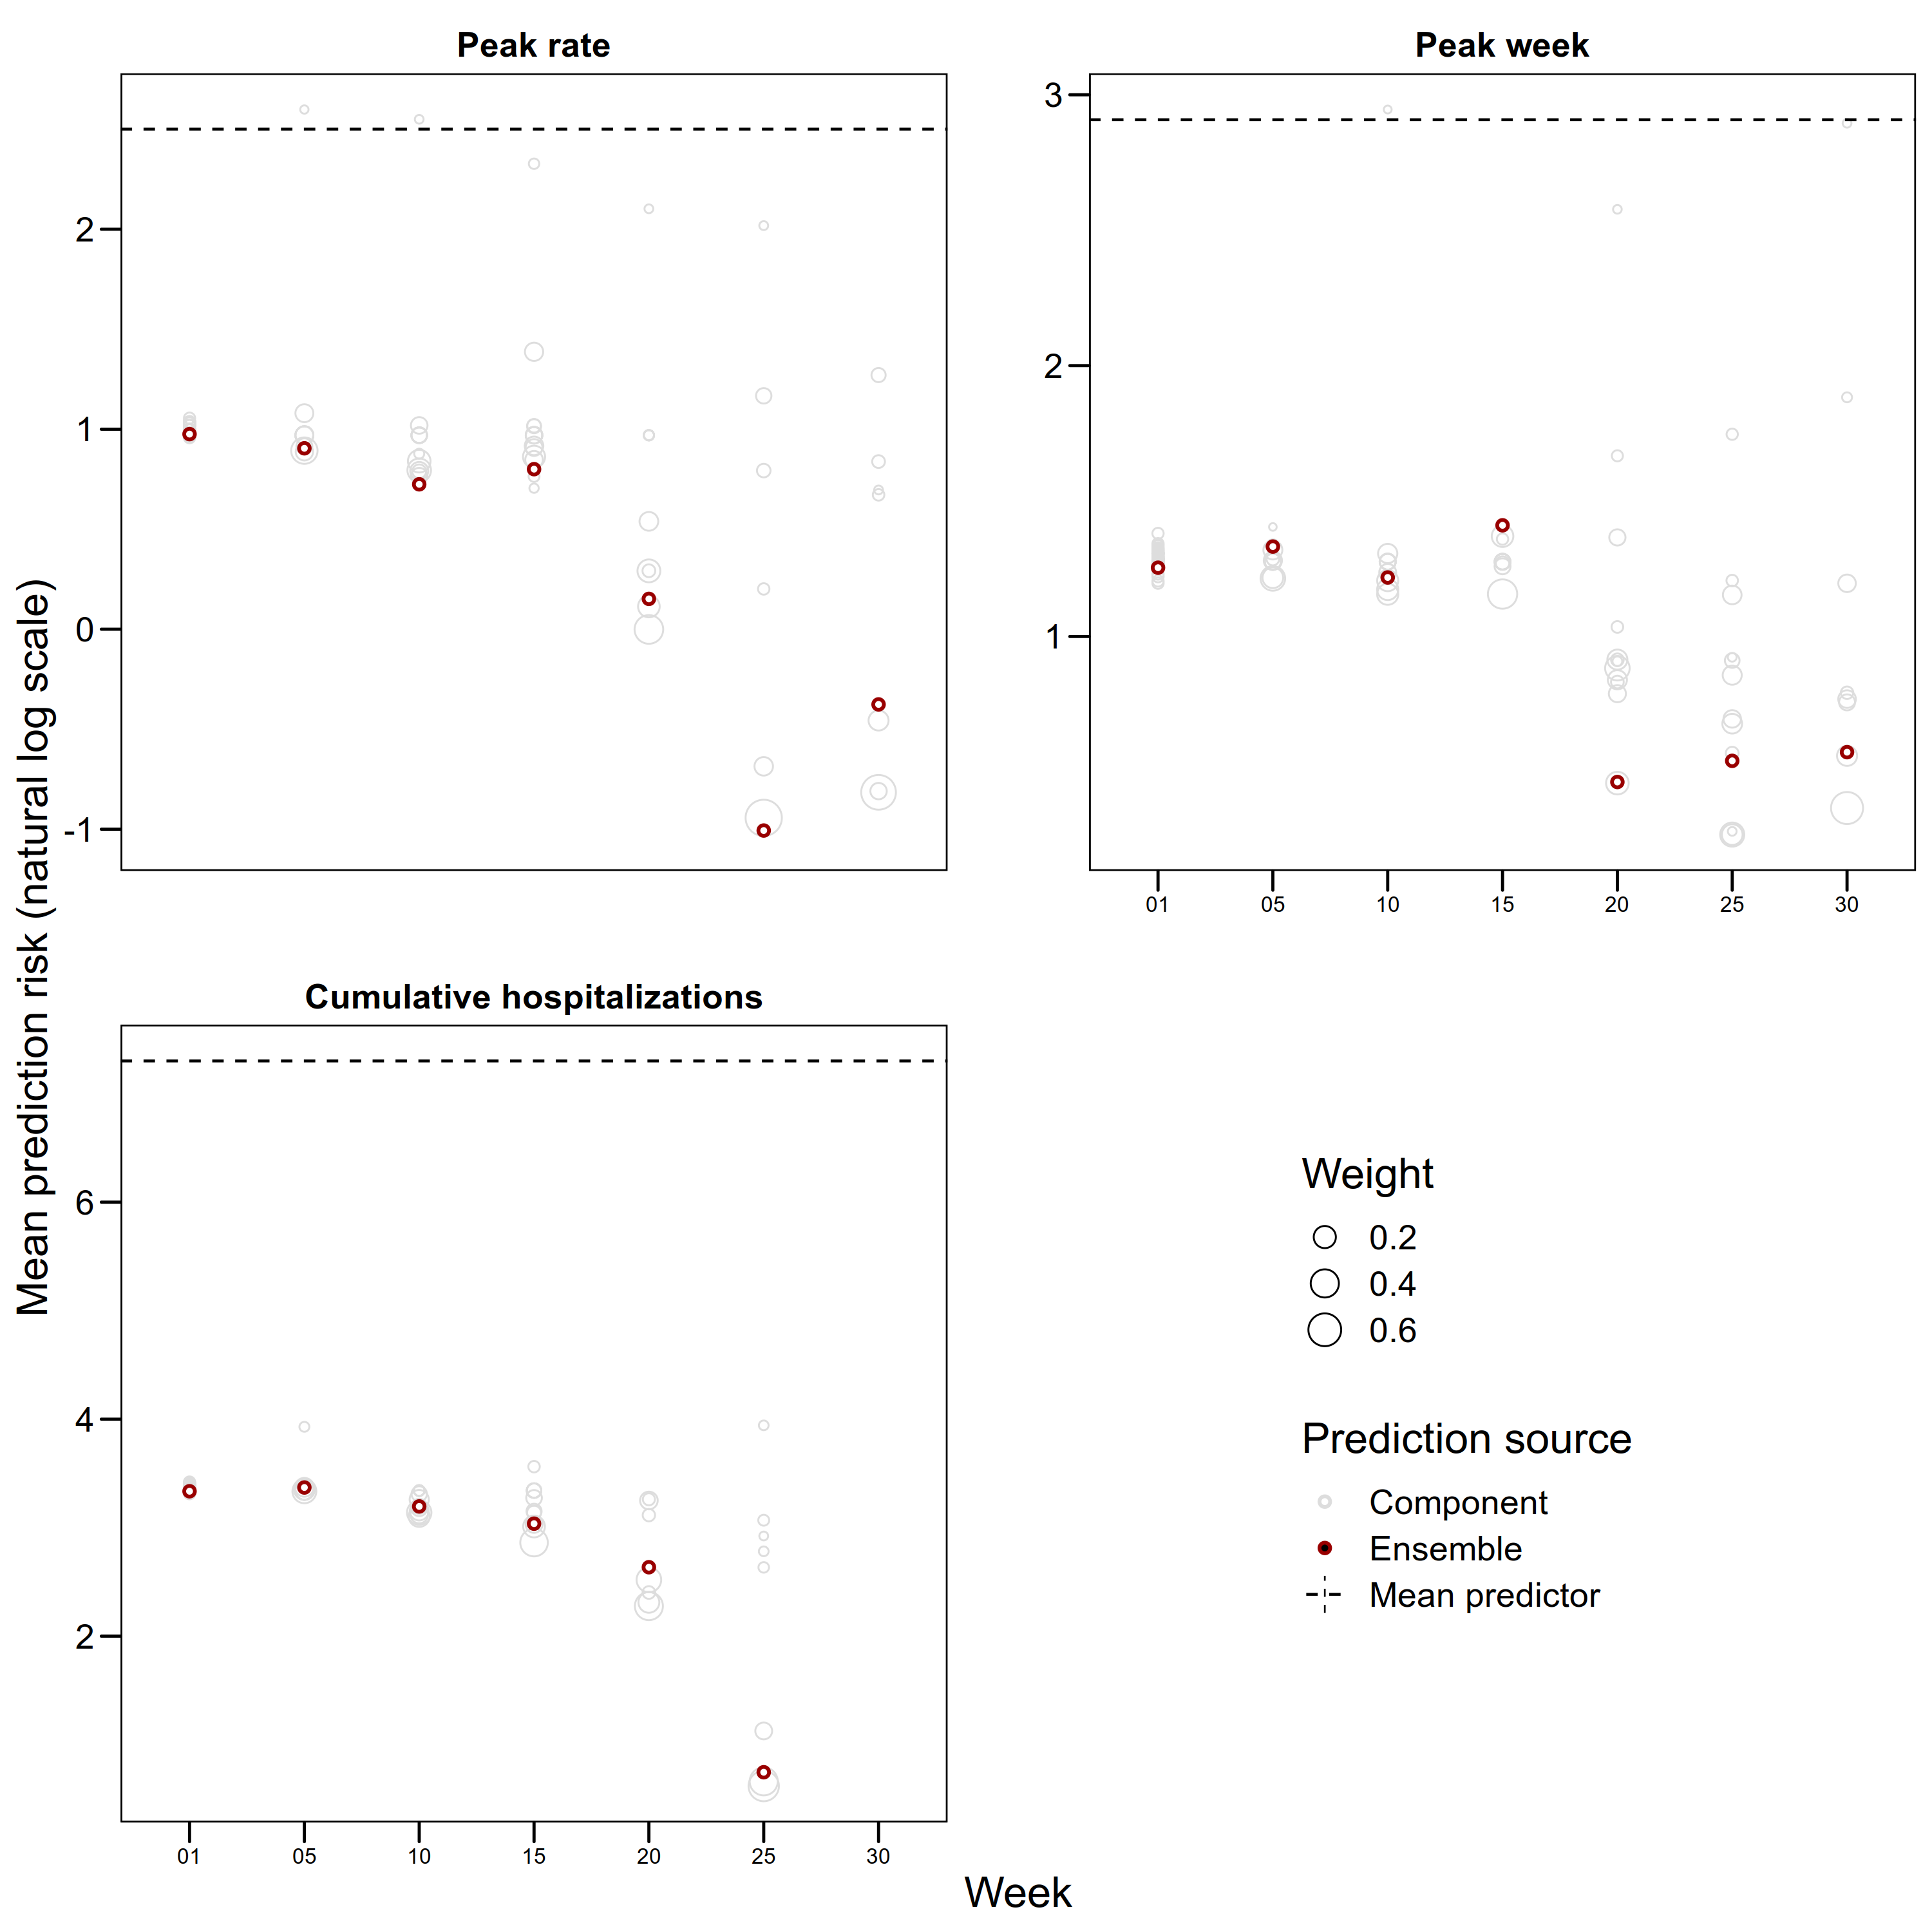 Peak rate
Peak week
2
1
0
-1
3
2
1
01 05 10 15 20 25 30
Mean prediction risk (natural log scale)
Cumulative hospitalizations
6
4
2
01 05 10 15 20 25 30
Week
Weight
0.2
0.4
0.6
Prediction source
Component
Ensemble
Mean predictor